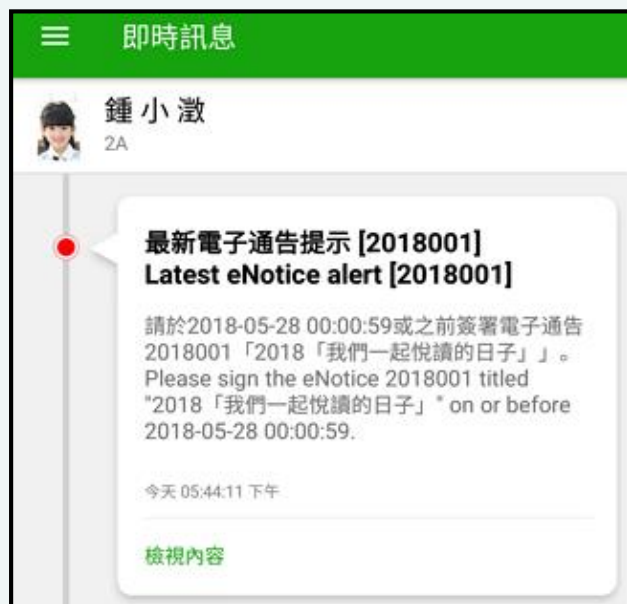 即時訊息
鍾小澂
2A
最新電子通告提示 [2018001]
Latest eNotice alert [2018001]
請於2018-05-28 00:00:59或之前簽署電子通告
2018001「2018「我們一起悅讀的日子」」。
Please sign the eNotice 2018001 titled
"2018「我們一起悅讀的日子」" on or before
2018-05-28 00:00:59.
今天 05:44:11 下午
檢視內容